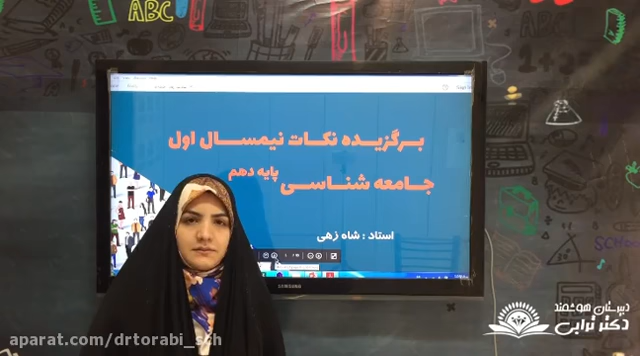 ABC
برگزیده نکات نیمسال اول
جامعه شناسی پایه دهم
استاد : شاه زهی
SAMSUNG
دبیرستان هوشمند
دکتر ترابی
aparat.com/drtorabi_sch